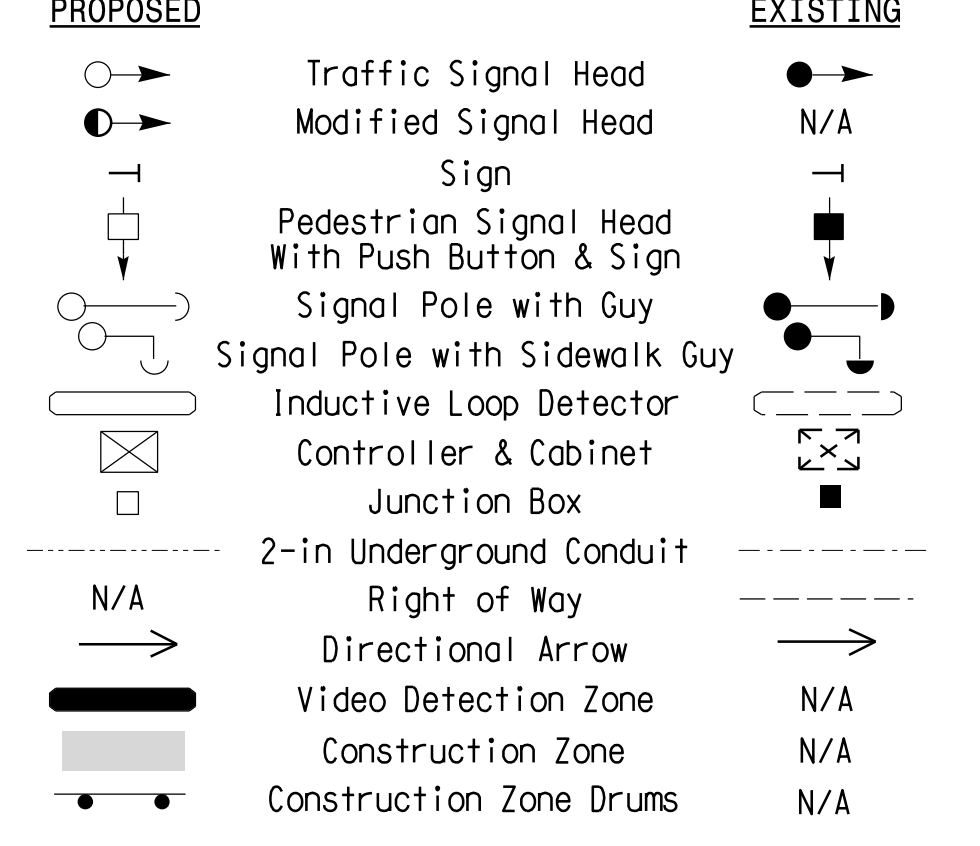 PROPOSED EXISTING
Traffic Signal Head
Modified Signal Head N/A
Sign
Pedestrian Signal Head
With Push Button & Sign
Signal Pole with Guy
Signal Pole with Sidewalk Guy
Inductive Loop Detector
Controller & Cabinet
Junction Box
2-in Underground Conduit
N/A Right of Way
Directional Arrow
Video Detection Zone N/A
Construction Zone N/A
Construction Zone Drums N/A